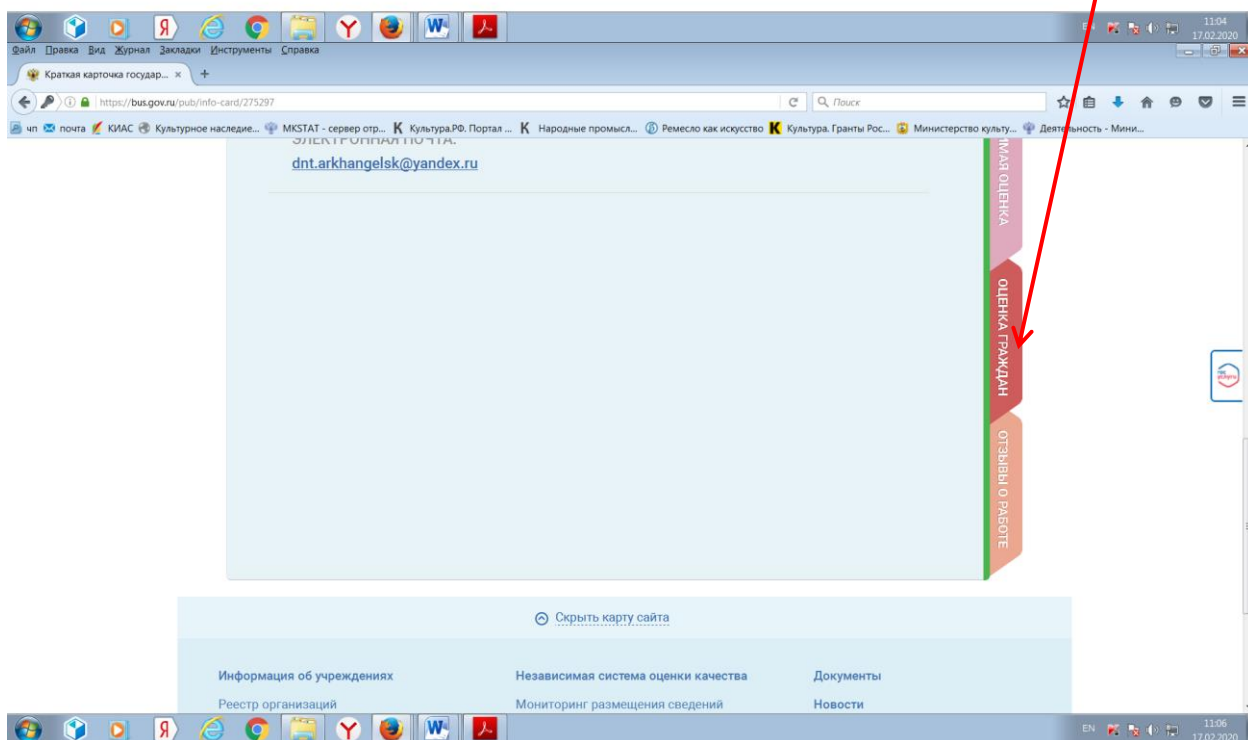 EN
11:04
17.02.2020
Файл Правка Вид Журнал Закладки Инструменты Справка
Краткая карточка государ... × +
https://bus.gov.ru/pub/info-card/275297
Поиск
чп почта КИАС Культурное наследие... MKSTAT - сервер отр... Культура.РФ. Портал ... Народные промысл... Ремесло как искусство Культура. Гранты Рос... Министерство культу... Деятельность - Мини...
ЭЛЕКТРОННАЯ ПОЧТА:
dnt.arkhangelsk@yandex.ru
ОЦЕНКА
ОЦЕНКА ГРАЖДАН
ОТЗЫВЫ О РАБОТЕ
Скрыть карту сайта
Информация об учреждениях Независимая система оценки качества Документы
Реестр организаций Мониторинг размещения сведений Новости
EN
11:06
17.02.2020